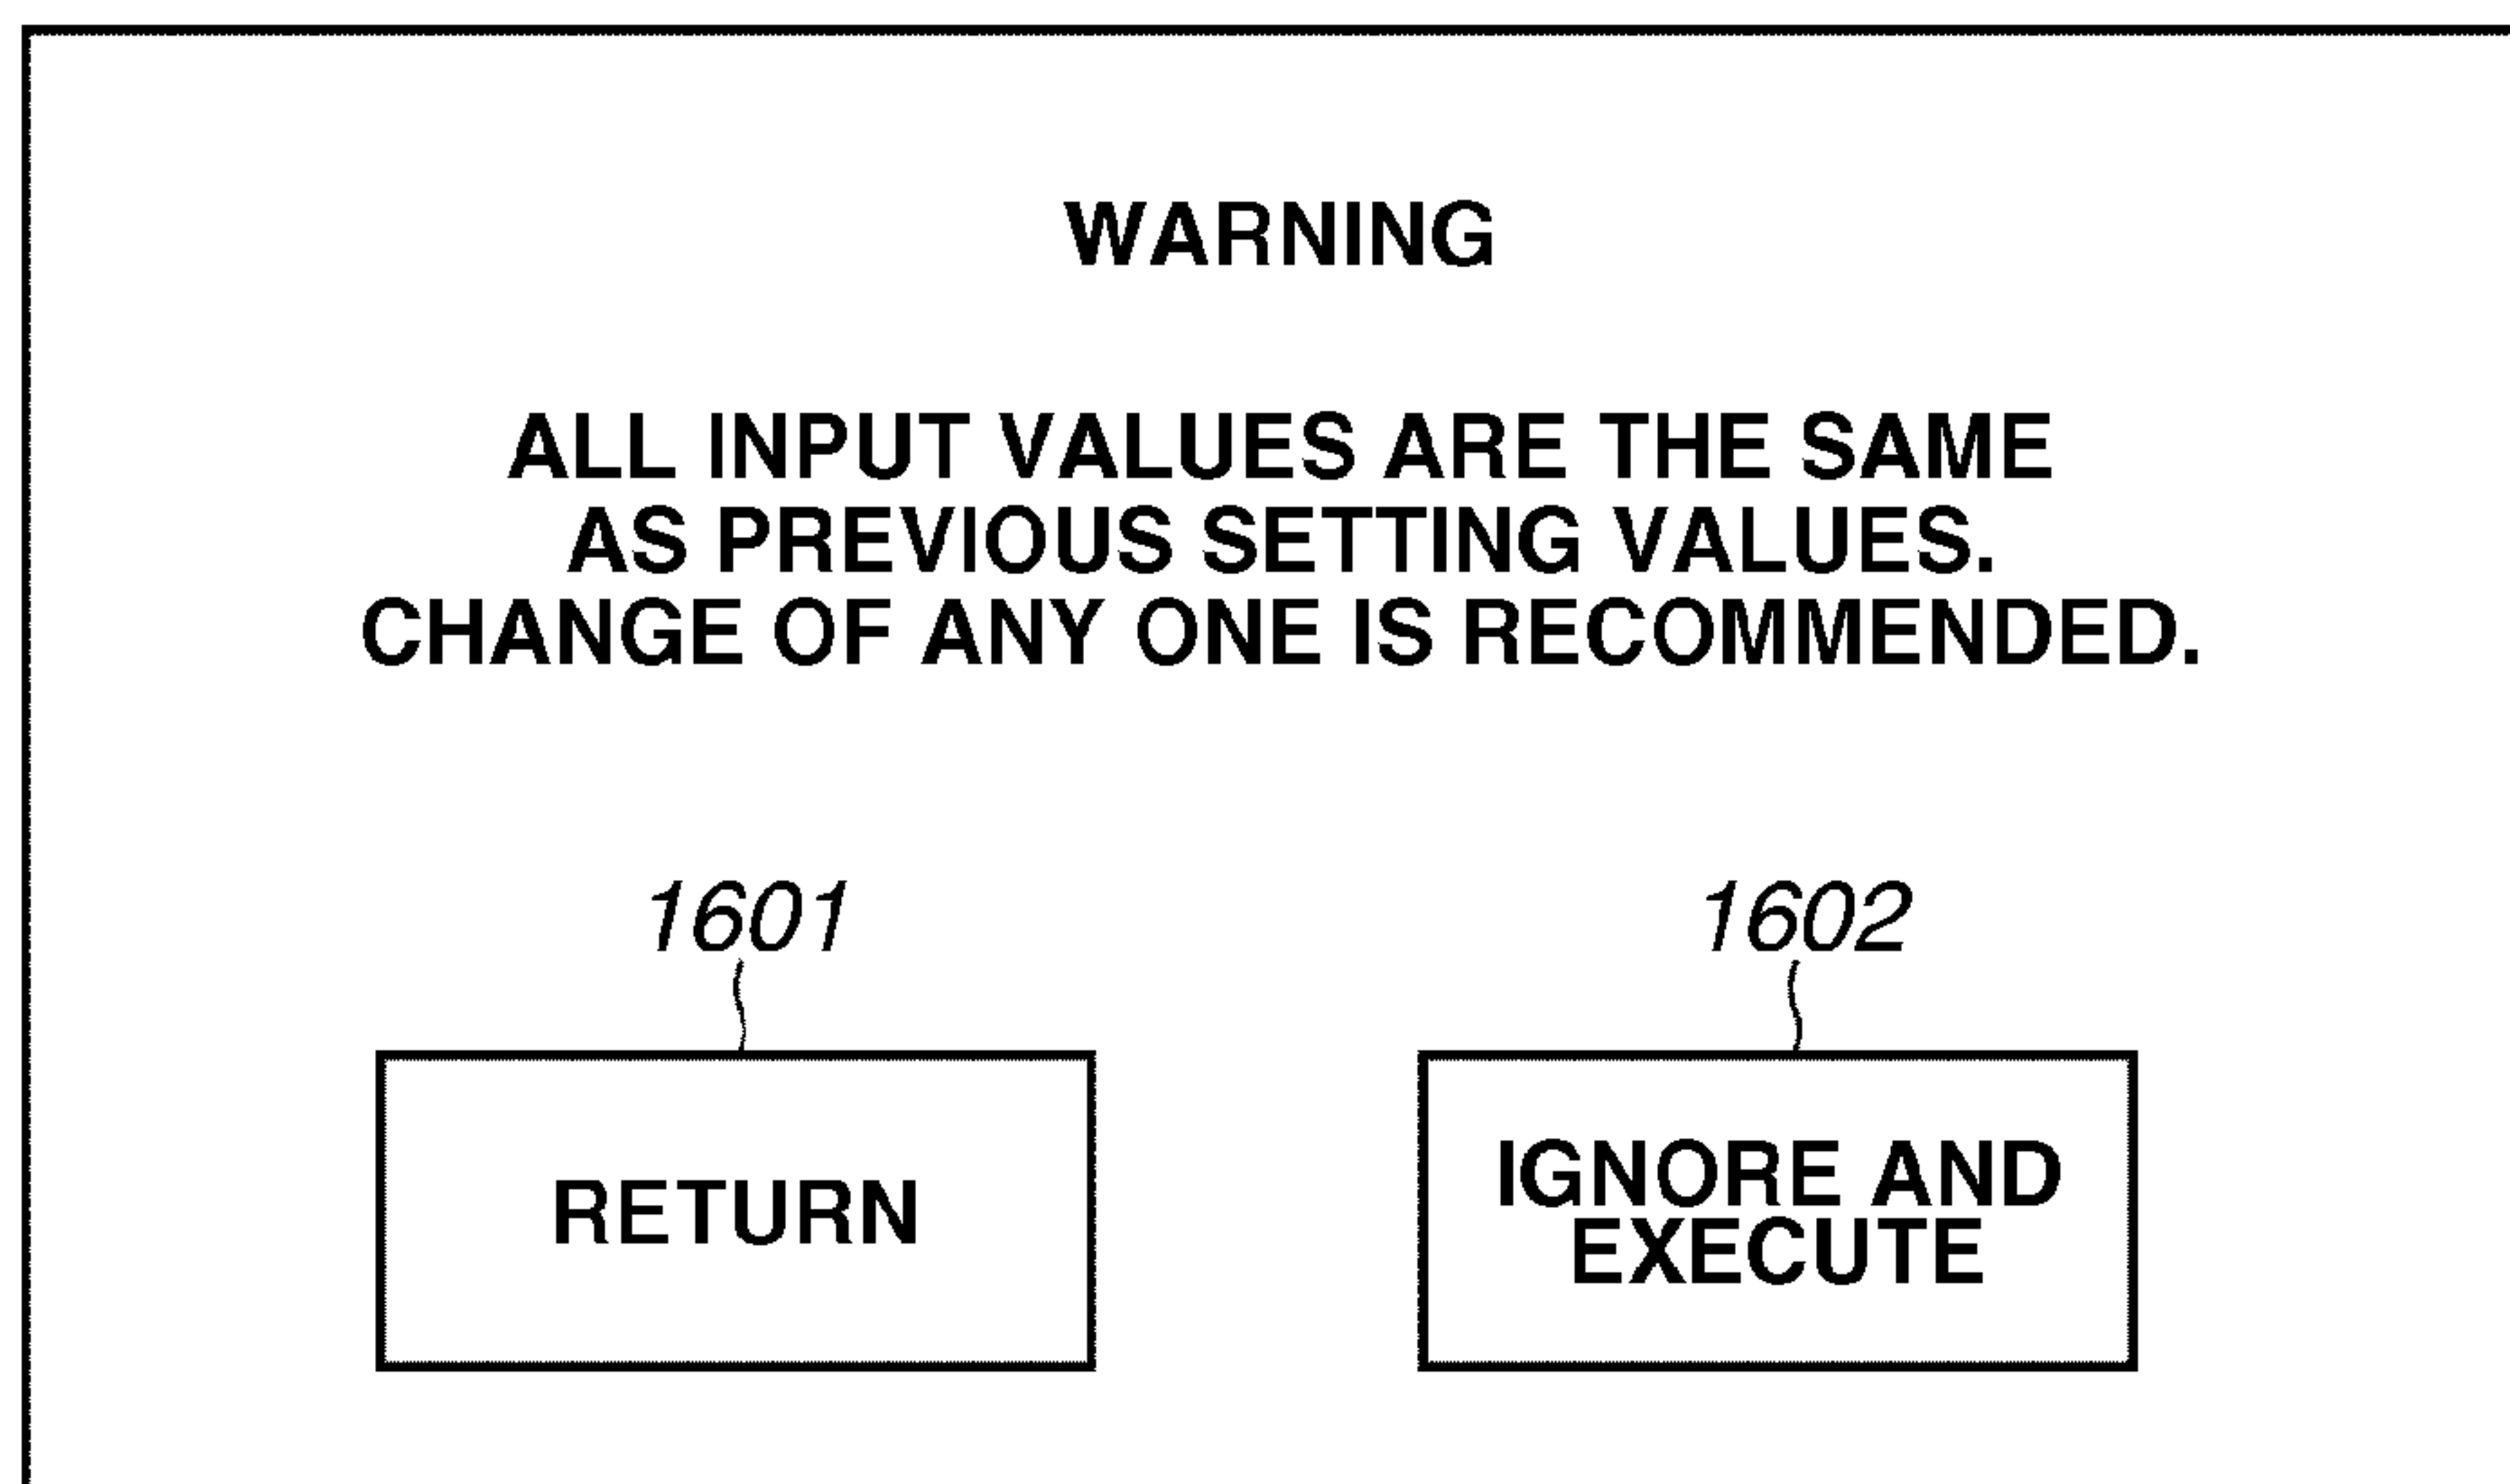 WARNING
ALL INPUT VALUES ARE THE SAME
AS PREVIOUS SETTING VALUES.
CHANGE OF ANY ONE IS RECOMMENDED.
1601
1602
RETURN
IGNORE AND
EXECUTE